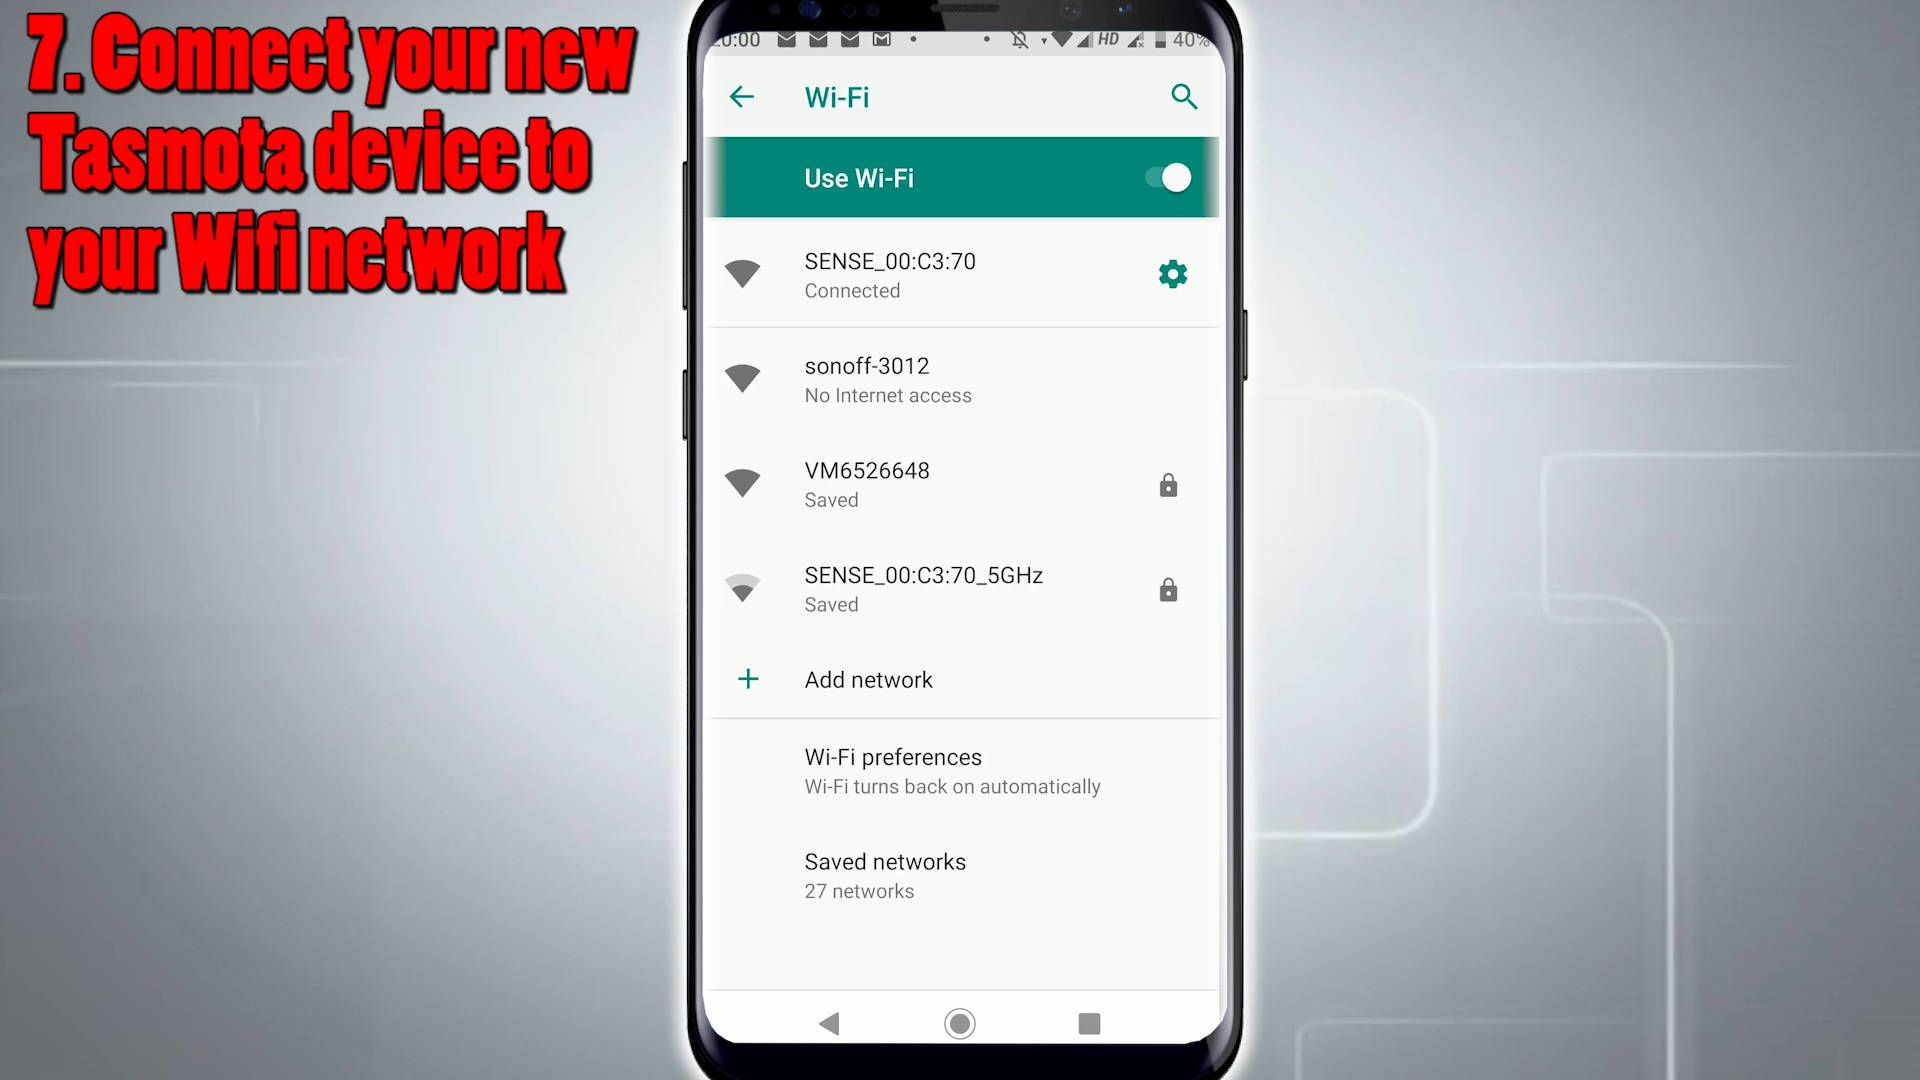 7. Connect your new
Tasmota device to
your Wifi network
HD 40%
Wi-Fi
Use Wi-Fi
SENSE_00:C3:70
Connected
sonoff-3012
No Internet access
VM6526648
Saved
SENSE_00:C3:70_5GHz
Saved
Add network
Wi-Fi preferences
Wi-Fi turns back on automatically
Saved networks
27 networks